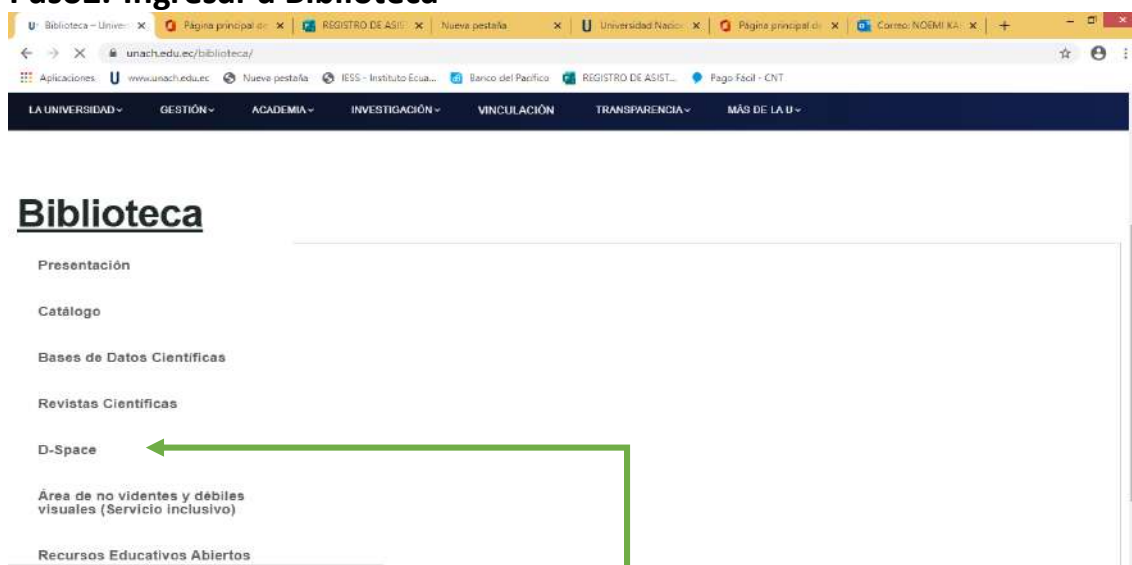 Paso2: Ingresar a Biblioteca
Biblioteca – Univer
Página principal de
REGISTRO DE ASIS
Nueva pestaña
Universidad Nacio
Página principal de
Correo: NOEMI KA
unach.edu.ec/biblioteca/
Aplicaciones
www.unach.edu.ec
Nueva pestaña
IESS - Instituto Ecua...
Banco del Pacifico
REGISTRO DE ASIST...
Pago Fácil - CNT
LA UNIVERSIDAD
GESTIÓN
ACADEMIA
INVESTIGACIÓN
VINCULACIÓN
TRANSPARENCIA
MÁS DE LA U
Biblioteca
Presentación
Catálogo
Bases de Datos Científicas
Revistas Científicas
D-Space
Área de no videntes y débiles
visuales (Servicio inclusivo)
Recursos Educativos Abiertos